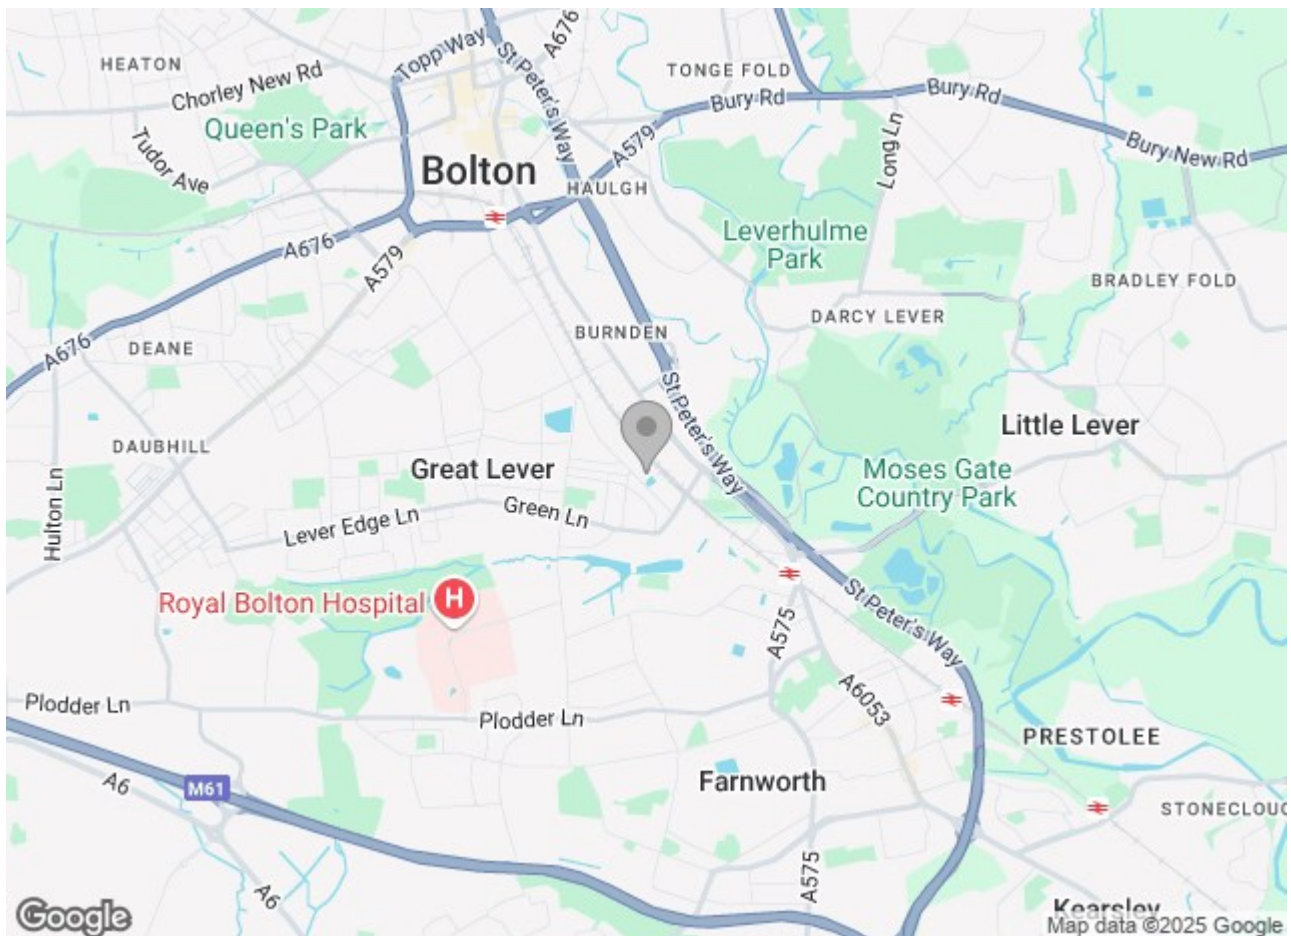 HEATON
Chorley New Rd
Topp Way
St Peter's Way
A676
TONGE FOLD
Bury Rd
Bury Rd
Bury New Rd
Queen's Park
Tudor Ave
Bolton
A579
HAULGH
Long Ln
Leverhulme
Park
A676
A579
BRADLEY FOLD
DARCY LEVER
BURNDEN
A676
DEANE
St Peter's Way
DAUBHILL
Great Lever
Little Lever
Moses Gate
Country Park
Hulton Ln
Lever Edge Ln
Green Ln
Royal Bolton Hospital
H
St Peter's Way
A575
A6053
Plodder Ln
Plodder Ln
PRESTOLEE
Farnworth
M61
A6
STONECLOUG
A575
A6
Kearsley
Google
Map data ©2025 Google